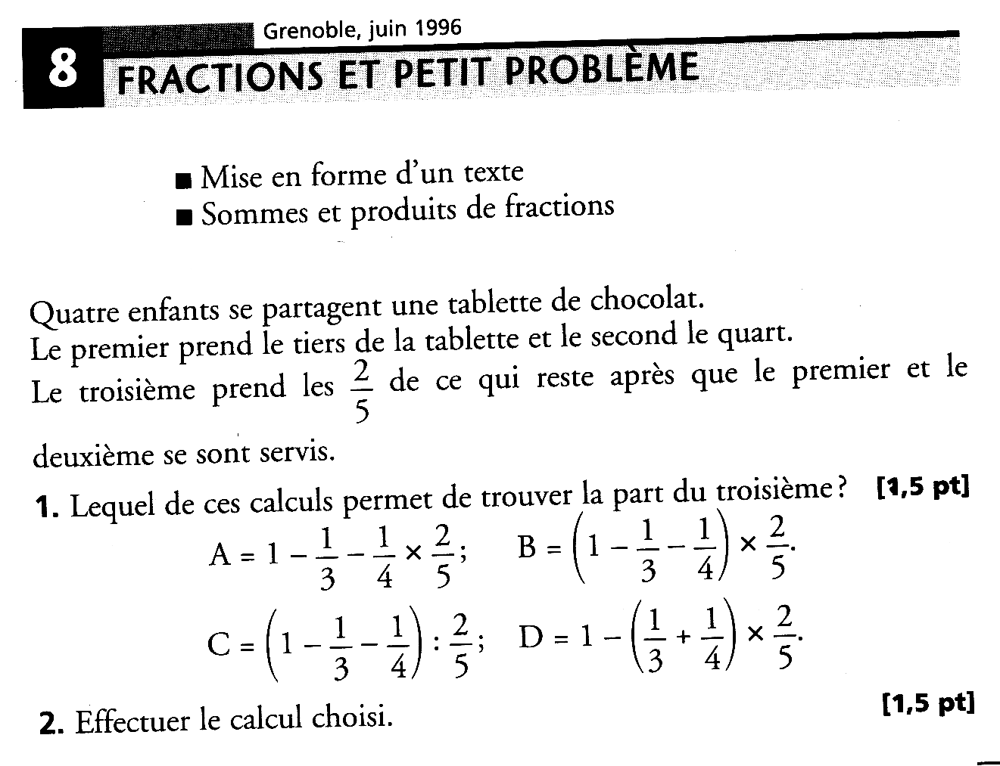 Grenoble, juin 1996
8 FRACTIONS ET PETIT PROBLÈME
■ Mise en forme d'un texte
■ Sommes et produits de fractions
Quatre enfants se partagent une tablette de chocolat.
Le premier prend le tiers de la tablette et le second le quart.
Le troisième prend les 2/5 de ce qui reste après que le premier et le
deuxième se sont servis.
1. Lequel de ces calculs permet de trouver la part du troisième ? [1,5 pt]
A = 1 − 1/3 − 1/4 × 2/5 ; B = (1 − 1/3 − 1/4) × 2/5.
C = (1 − 1/3 − 1/4) : 2/5 ; D = 1 − (1/3 + 1/4) × 2/5.
2. Effectuer le calcul choisi. [1,5 pt]